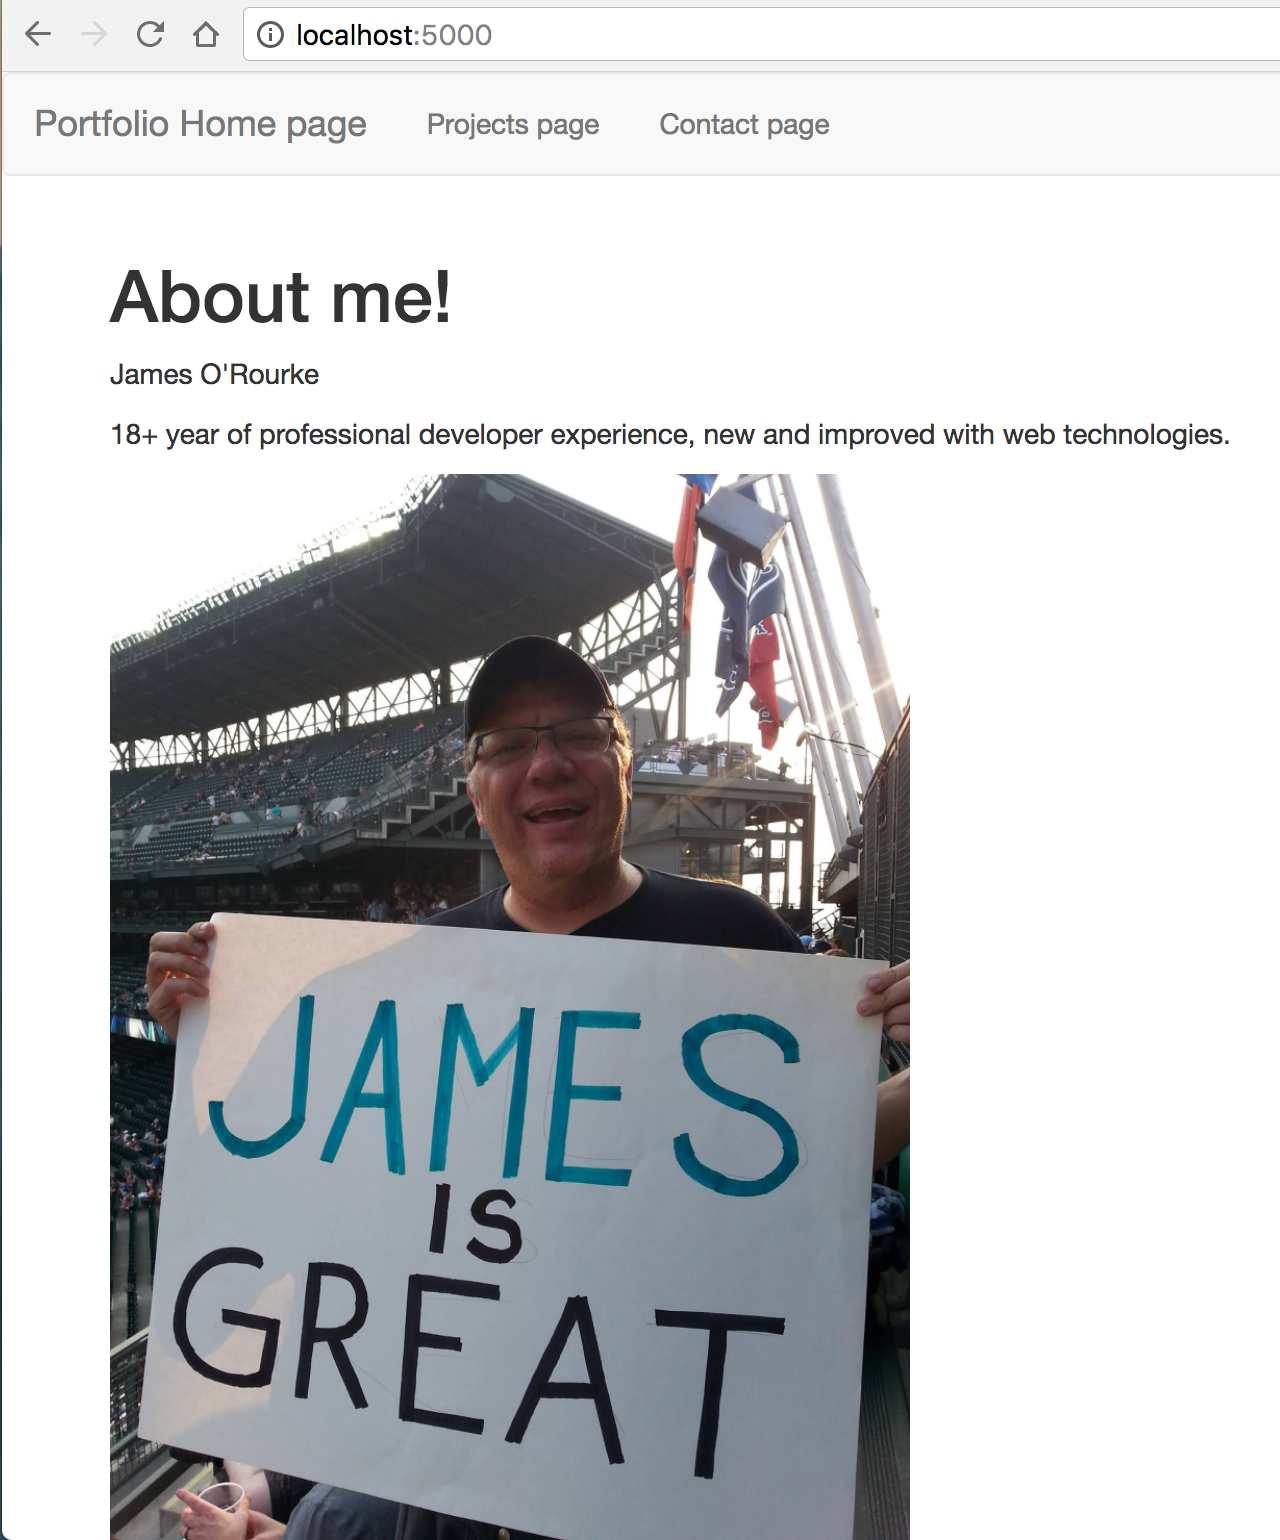 localhost:5000
Portfolio Home page Projects page Contact page
About me!
James O'Rourke
18+ year of professional developer experience, new and improved with web technologies.
JAMES
IS
GREAT